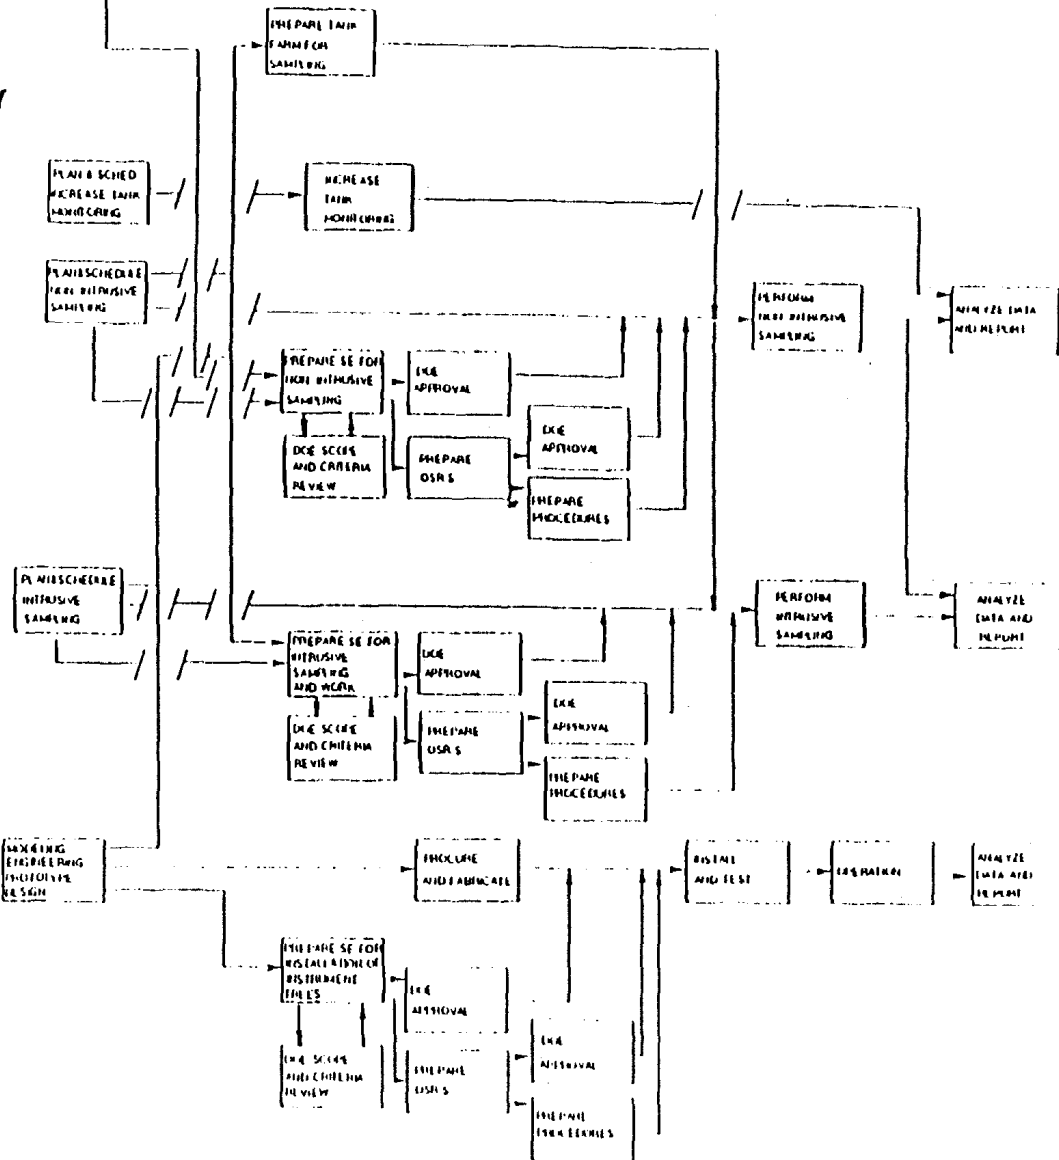 PREPARE TANK
FARM FOR
SAMPLING
PLAN & SCHED
INCREASE TANK
MONITORING
INCREASE
TANK
MONITORING
PLAN & SCHEDULE
NON INTRUSIVE
SAMPLING
PERFORM
NON INTRUSIVE
SAMPLING
ANALYZE DATA
AND REPORT
PREPARE SE FOR
NON INTRUSIVE
SAMPLING
DOE
APPROVAL
DOE SCOPE
AND CRITERIA
REVIEW
PREPARE
OSR'S
DOE
APPROVAL
PREPARE
PROCEDURES
PLAN & SCHEDULE
INTRUSIVE
SAMPLING
PERFORM
INTRUSIVE
SAMPLING
ANALYZE
DATA AND
REPORT
PREPARE SE FOR
INTRUSIVE
SAMPLING
AND WORK
DOE
APPROVAL
DOE SCOPE
AND CRITERIA
REVIEW
PREPARE
OSR'S
DOE
APPROVAL
PREPARE
PROCEDURES
MODELING
ENGINEERING
PROTOTYPE
DESIGN
PROCURE
AND FABRICATE
INSTALL
AND TEST
OPERATION
ANALYZE
DATA AND
REPORT
PREPARE SE FOR
INSTALLATION OF
INSTRUMENT
TREES
DOE
APPROVAL
DOE SCOPE
AND CRITERIA
REVIEW
PREPARE
OSR'S
DOE
APPROVAL
PREPARE
PROCEDURES